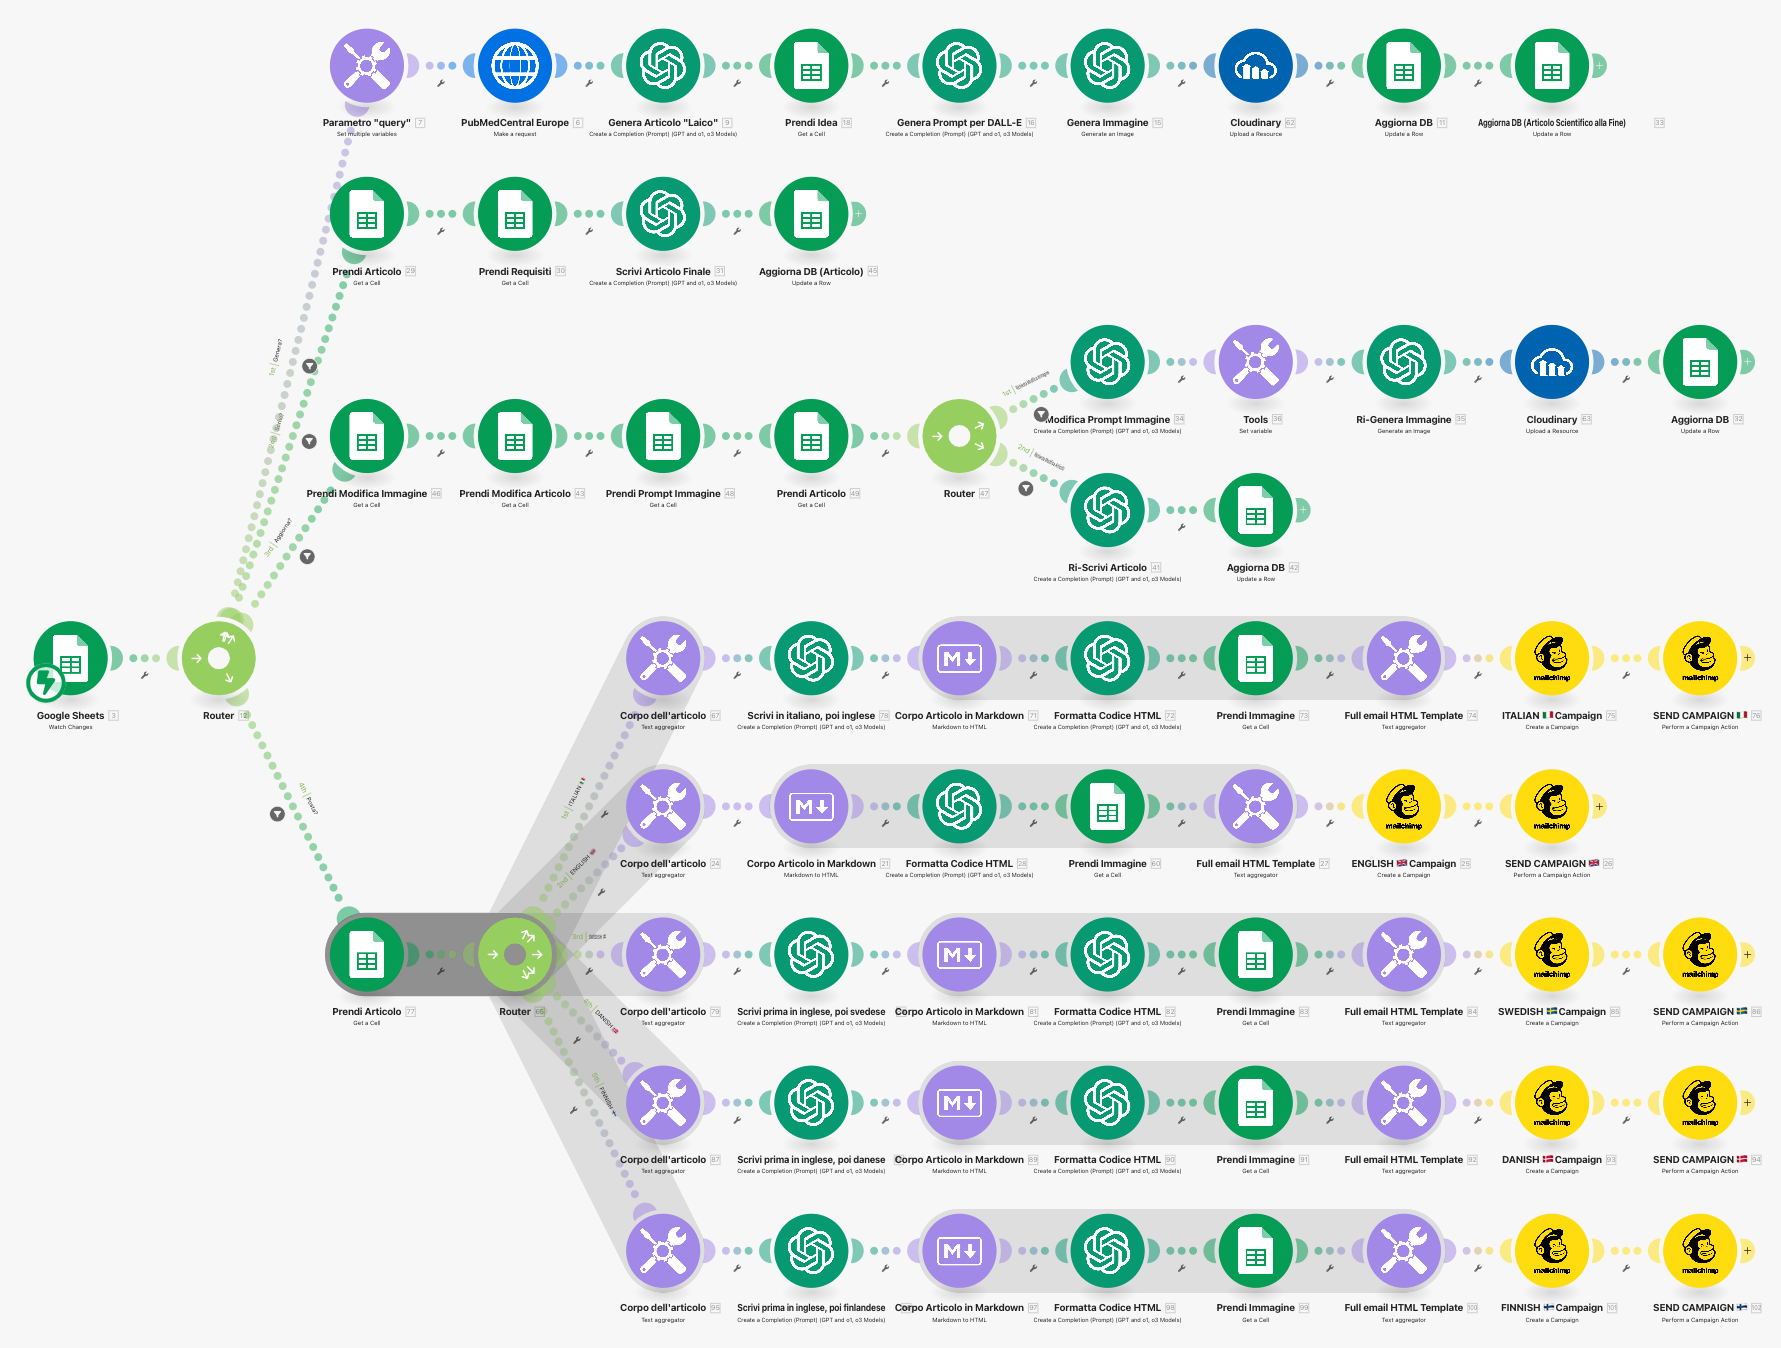 Parametro "query" 7
Set multiple variables
PubMedCentral Europe 6
Make a request
Genera Articolo "Laico" 9
Create a Completion (Prompt) (GPT and o1, o3 Models)
Prendi Idea 18
Get a Cell
Genera Prompt per DALL-E 16
Create a Completion (Prompt) (GPT and o1, o3 Models)
Genera Immagine 15
Generate an Image
Cloudinary 62
Upload a Resource
Aggiorna DB 11
Update a Row
Aggiorna DB (Articolo Scientifico alla Fine) 33
Update a Row
Prendi Articolo 29
Get a Cell
Prendi Requisiti 30
Get a Cell
Scrivi Articolo Finale 31
Create a Completion (Prompt) (GPT and o1, o3 Models)
Aggiorna DB (Articolo) 45
Update a Row
1st | Genera?
2nd
3rd | Aggiorna?
4th | Posta?
Prendi Modifica Immagine 46
Get a Cell
Prendi Modifica Articolo 43
Get a Cell
Prendi Prompt Immagine 48
Get a Cell
Prendi Articolo 49
Get a Cell
Router 47
1st
2nd
Modifica Prompt Immagine 34
Create a Completion (Prompt) (GPT and o1, o3 Models)
Tools 36
Set variable
Ri-Genera Immagine 35
Generate an Image
Cloudinary 63
Upload a Resource
Aggiorna DB 32
Update a Row
Ri-Scrivi Articolo 41
Create a Completion (Prompt) (GPT and o1, o3 Models)
Aggiorna DB 42
Update a Row
Google Sheets 3
Watch Changes
Router 12
Corpo dell'articolo 67
Text aggregator
Scrivi in italiano, poi inglese 78
Create a Completion (Prompt) (GPT and o1, o3 Models)
Corpo Articolo in Markdown 71
Markdown to HTML
Formatta Codice HTML 72
Create a Completion (Prompt) (GPT and o1, o3 Models)
Prendi Immagine 73
Get a Cell
Full email HTML Template 74
Text aggregator
mailchimp
ITALIAN 🇮🇹 Campaign 75
Create a Campaign
mailchimp
SEND CAMPAIGN 🇮🇹 76
Perform a Campaign Action
1st | ITALIAN 🇮🇹
2nd | ENGLISH 🇬🇧
3rd
4th | DANISH 🇩🇰
5th | FINNISH 🇫🇮
Corpo dell'articolo 24
Text aggregator
Corpo Articolo in Markdown 21
Markdown to HTML
Formatta Codice HTML 28
Create a Completion (Prompt) (GPT and o1, o3 Models)
Prendi Immagine 60
Get a Cell
Full email HTML Template 27
Text aggregator
mailchimp
ENGLISH 🇬🇧 Campaign 25
Create a Campaign
mailchimp
SEND CAMPAIGN 🇬🇧 26
Perform a Campaign Action
Prendi Articolo 77
Get a Cell
Router 65
Corpo dell'articolo 79
Text aggregator
Scrivi prima in inglese, poi svedese
Create a Completion (Prompt) (GPT and o1, o3 Models)
Corpo Articolo in Markdown 81
Markdown to HTML
Formatta Codice HTML 82
Create a Completion (Prompt) (GPT and o1, o3 Models)
Prendi Immagine 83
Get a Cell
Full email HTML Template 84
Text aggregator
mailchimp
SWEDISH 🇸🇪 Campaign 85
Create a Campaign
mailchimp
SEND CAMPAIGN 🇸🇪 86
Perform a Campaign Action
Corpo dell'articolo 87
Text aggregator
Scrivi prima in inglese, poi danese
Create a Completion (Prompt) (GPT and o1, o3 Models)
Corpo Articolo in Markdown 89
Markdown to HTML
Formatta Codice HTML 90
Create a Completion (Prompt) (GPT and o1, o3 Models)
Prendi Immagine 91
Get a Cell
Full email HTML Template 92
Text aggregator
mailchimp
DANISH 🇩🇰 Campaign 93
Create a Campaign
mailchimp
SEND CAMPAIGN 🇩🇰 94
Perform a Campaign Action
Corpo dell'articolo 95
Text aggregator
Scrivi prima in inglese, poi finlandese
Create a Completion (Prompt) (GPT and o1, o3 Models)
Corpo Articolo in Markdown 97
Markdown to HTML
Formatta Codice HTML 98
Create a Completion (Prompt) (GPT and o1, o3 Models)
Prendi Immagine 99
Get a Cell
Full email HTML Template 100
Text aggregator
mailchimp
FINNISH 🇫🇮 Campaign 101
Create a Campaign
mailchimp
SEND CAMPAIGN 🇫🇮 102
Perform a Campaign Action